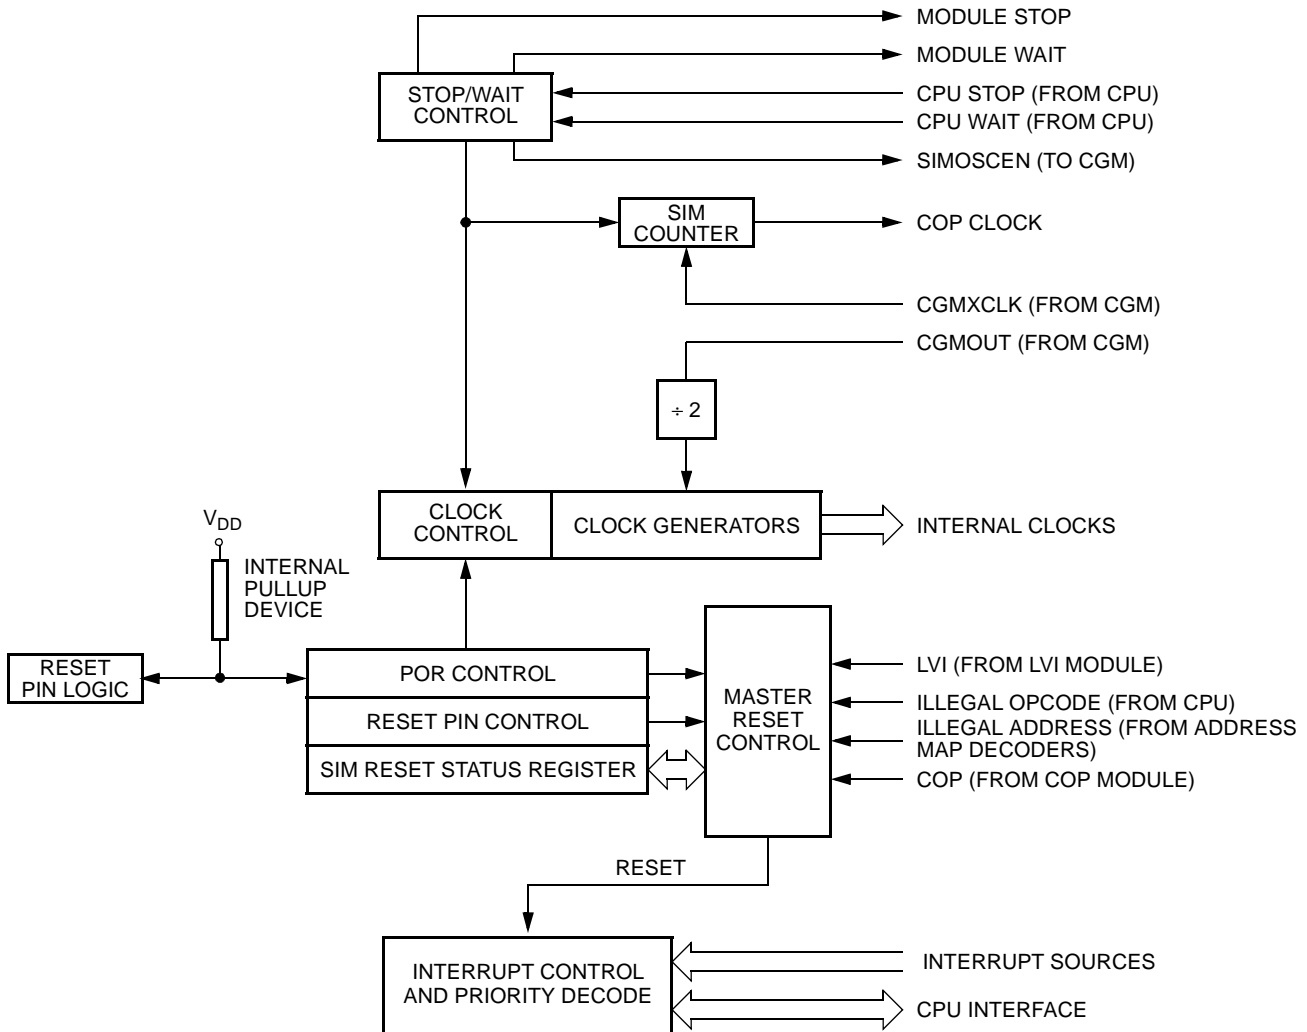 MODULE STOP
MODULE WAIT
STOP/WAIT
CONTROL
CPU STOP (FROM CPU)
CPU WAIT (FROM CPU)
SIMOSCEN (TO CGM)
SIM
COUNTER
COP CLOCK
CGMXCLK (FROM CGM)
CGMOUT (FROM CGM)
÷ 2
CLOCK
CONTROL
CLOCK GENERATORS
INTERNAL CLOCKS
VDD
INTERNAL
PULLUP
DEVICE
RESET
PIN LOGIC
POR CONTROL
RESET PIN CONTROL
SIM RESET STATUS REGISTER
MASTER
RESET
CONTROL
LVI (FROM LVI MODULE)
ILLEGAL OPCODE (FROM CPU)
ILLEGAL ADDRESS (FROM ADDRESS
MAP DECODERS)
COP (FROM COP MODULE)
RESET
INTERRUPT CONTROL
AND PRIORITY DECODE
INTERRUPT SOURCES
CPU INTERFACE